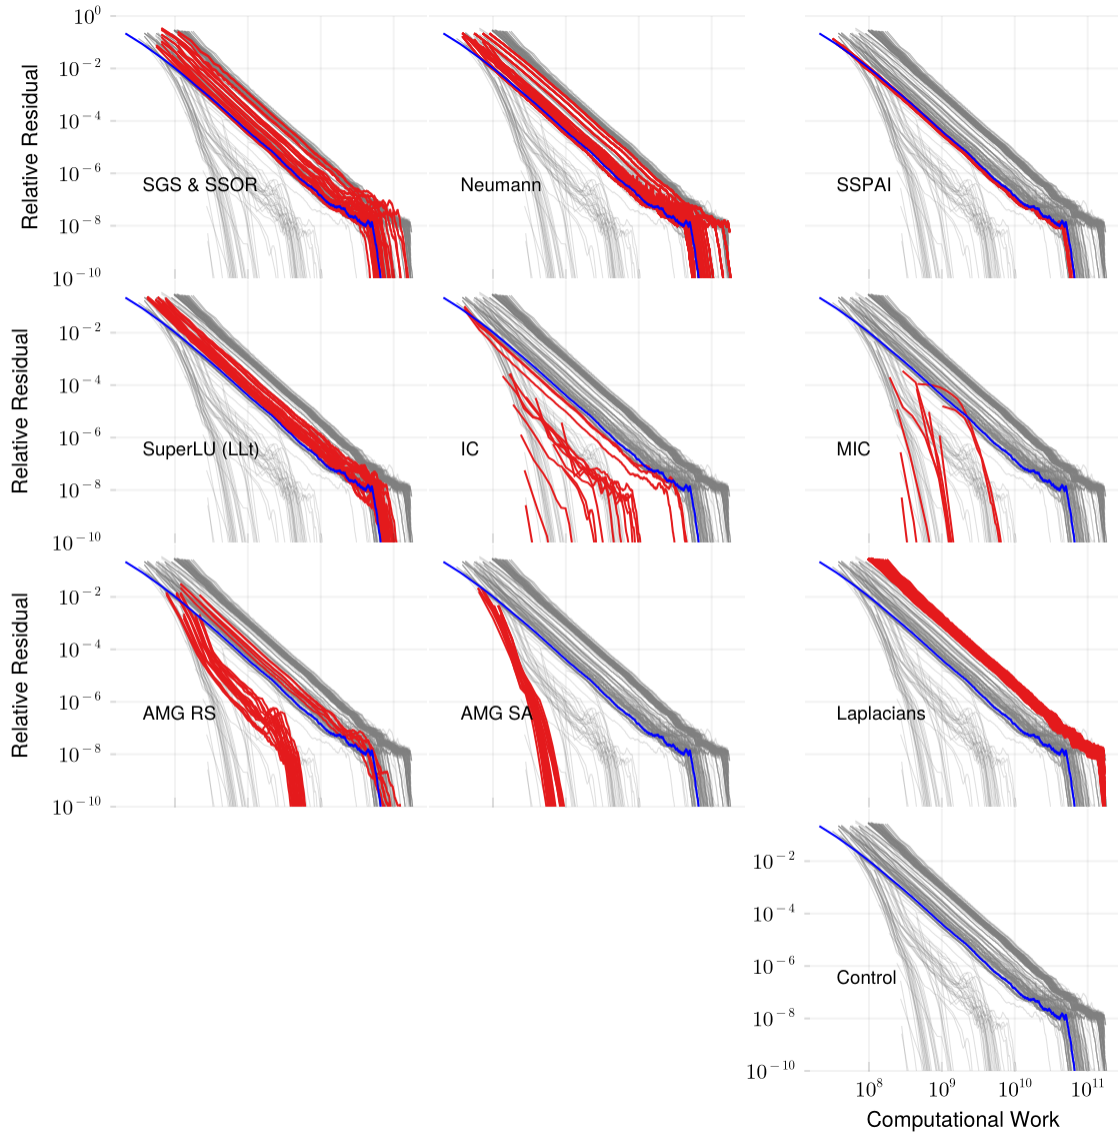 10^0
10^−2
10^−4
10^−6
10^−8
10^−10
Relative Residual
SGS & SSOR
Neumann
SSPAI
10^−2
10^−4
10^−6
10^−8
10^−10
Relative Residual
SuperLU (LLt)
IC
MIC
10^−2
10^−4
10^−6
10^−8
10^−10
Relative Residual
AMG RS
AMG SA
Laplacians
10^−2
10^−4
10^−6
10^−8
10^−10
Control
10^8 10^9 10^10 10^11
Computational Work